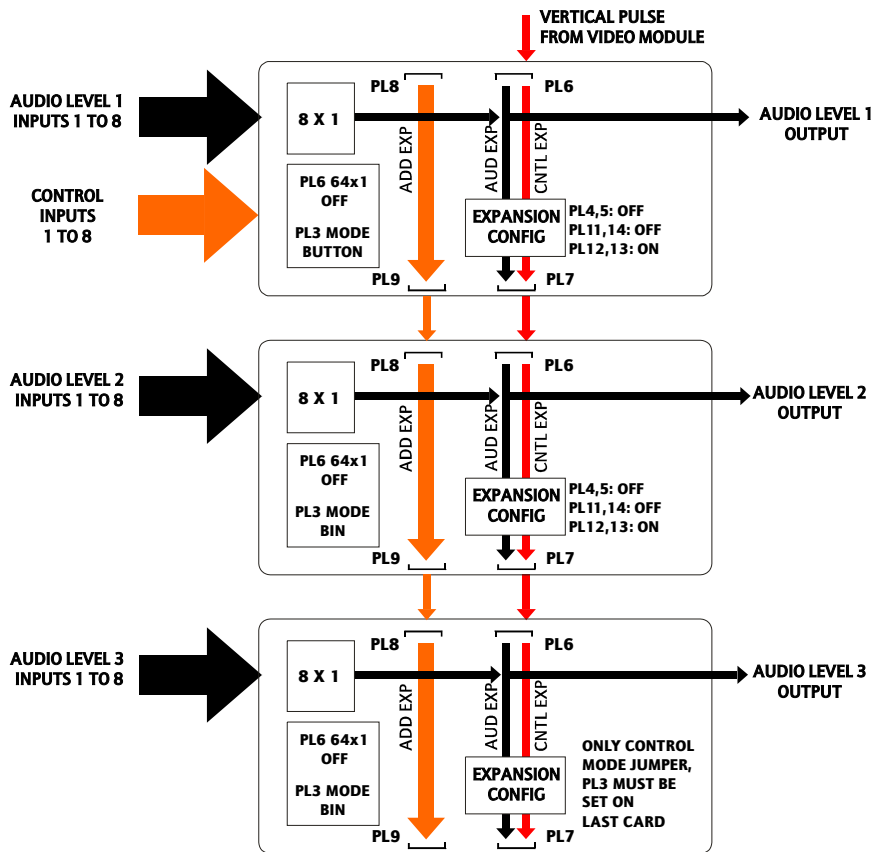 VERTICAL PULSE
FROM VIDEO MODULE
AUDIO LEVEL 1
INPUTS 1 TO 8
CONTROL
INPUTS
1 TO 8
8 X 1
PL6 64x1
OFF
PL3 MODE
BUTTON
PL8
ADD EXP
PL9
PL6
AUD EXP
CNTL EXP
EXPANSION
CONFIG
PL4,5: OFF
PL11,14: OFF
PL12,13: ON
PL7
AUDIO LEVEL 1
OUTPUT
AUDIO LEVEL 2
INPUTS 1 TO 8
8 X 1
PL6 64x1
OFF
PL3 MODE
BIN
PL8
ADD EXP
PL9
PL6
AUD EXP
CNTL EXP
EXPANSION
CONFIG
PL4,5: OFF
PL11,14: OFF
PL12,13: ON
PL7
AUDIO LEVEL 2
OUTPUT
AUDIO LEVEL 3
INPUTS 1 TO 8
8 X 1
PL6 64x1
OFF
PL3 MODE
BIN
PL8
ADD EXP
PL9
PL6
AUD EXP
CNTL EXP
EXPANSION
CONFIG
ONLY CONTROL
MODE JUMPER,
PL3 MUST BE
SET ON
LAST CARD
PL7
AUDIO LEVEL 3
OUTPUT